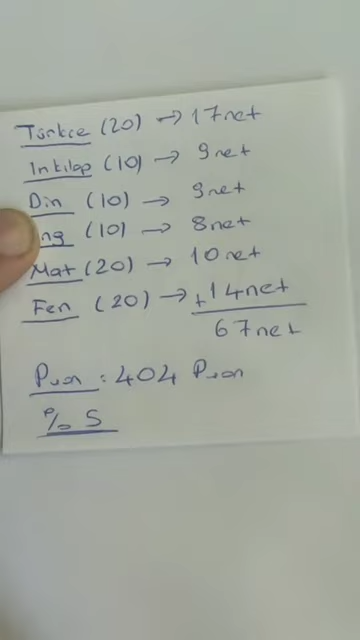 Türkçe (20) → 17 net
İnkilap (10) → 9 net
Din (10) → 9 net
ng (10) → 8 net
Mat (20) → 10 net
Fen (20) → +14 net
67 net
Puan : 404 Puan
% 5